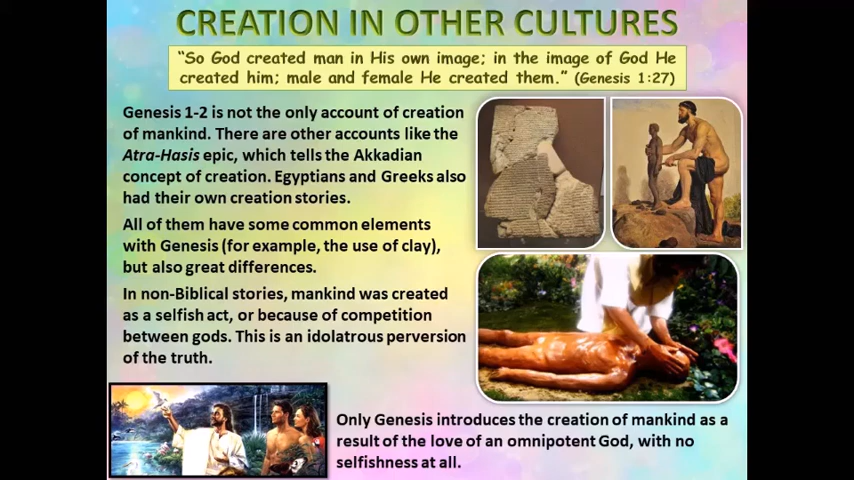 CREATION IN OTHER CULTURES
“So God created man in His own image; in the image of God He
created him; male and female He created them.” (Genesis 1:27)
Genesis 1-2 is not the only account of creation
of mankind. There are other accounts like the
Atra-Hasis epic, which tells the Akkadian
concept of creation. Egyptians and Greeks also
had their own creation stories.
All of them have some common elements
with Genesis (for example, the use of clay),
but also great differences.
In non-Biblical stories, mankind was created
as a selfish act, or because of competition
between gods. This is an idolatrous perversion
of the truth.
Only Genesis introduces the creation of mankind as a
result of the love of an omnipotent God, with no
selfishness at all.